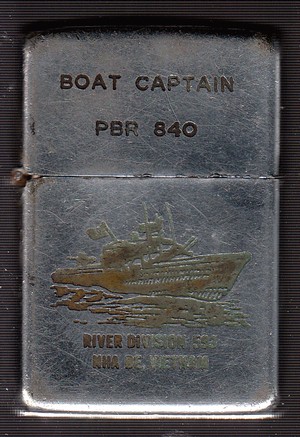 BOAT CAPTAIN
PBR 840
RIVER DIVISION
NHA BE, VIETNAM